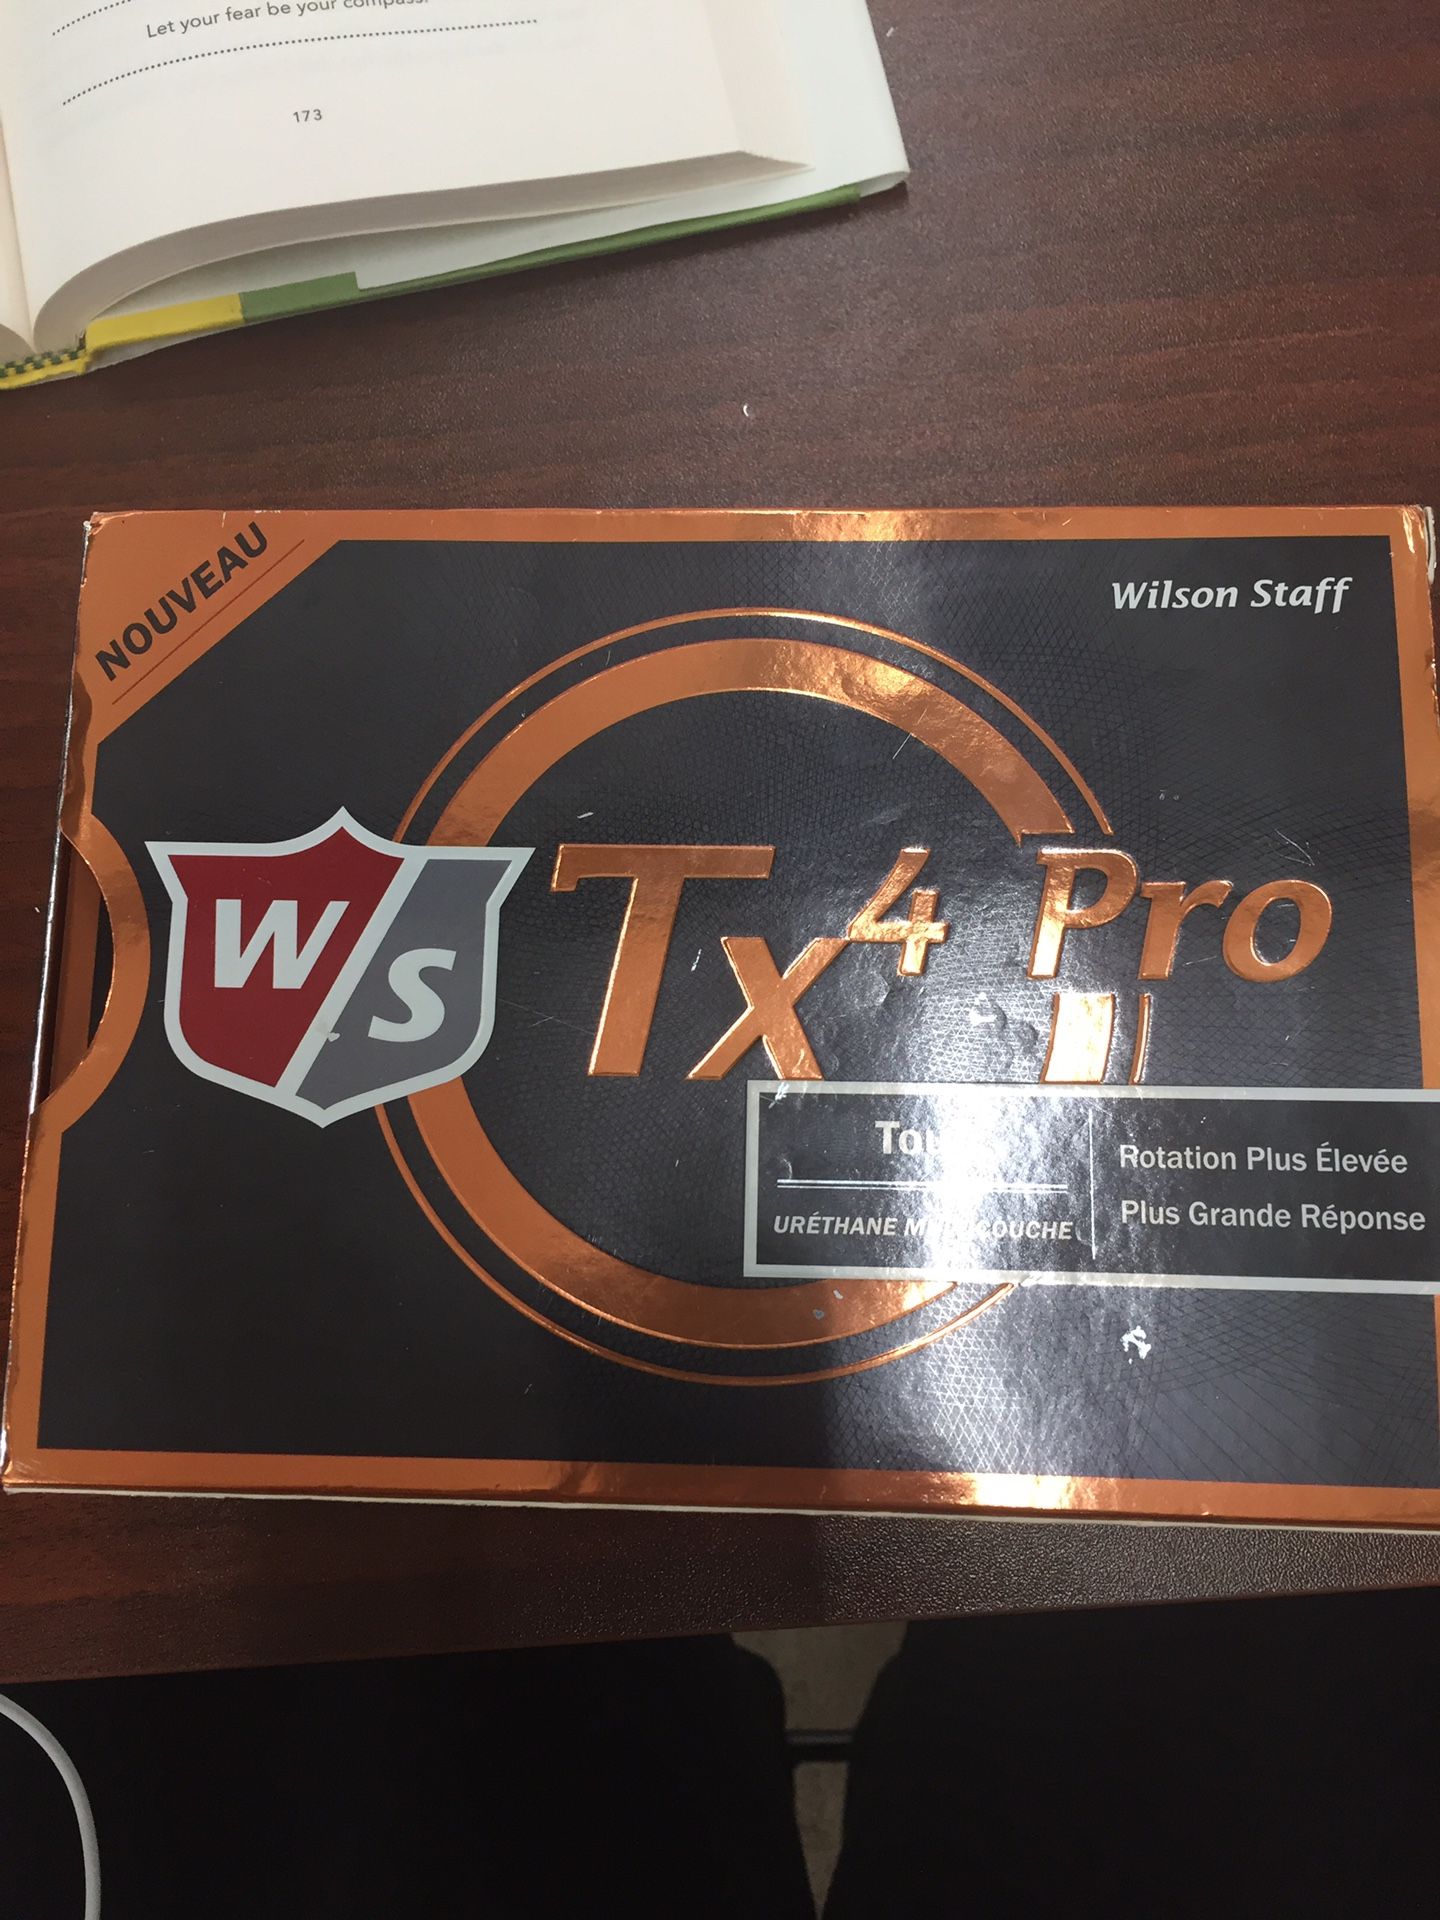 Let your fear be your compass.
173
NOUVEAU
Wilson Staff
WS
Tx4 Pro
Rotation Plus Élevée
URÉTHANE
Plus Grande Réponse